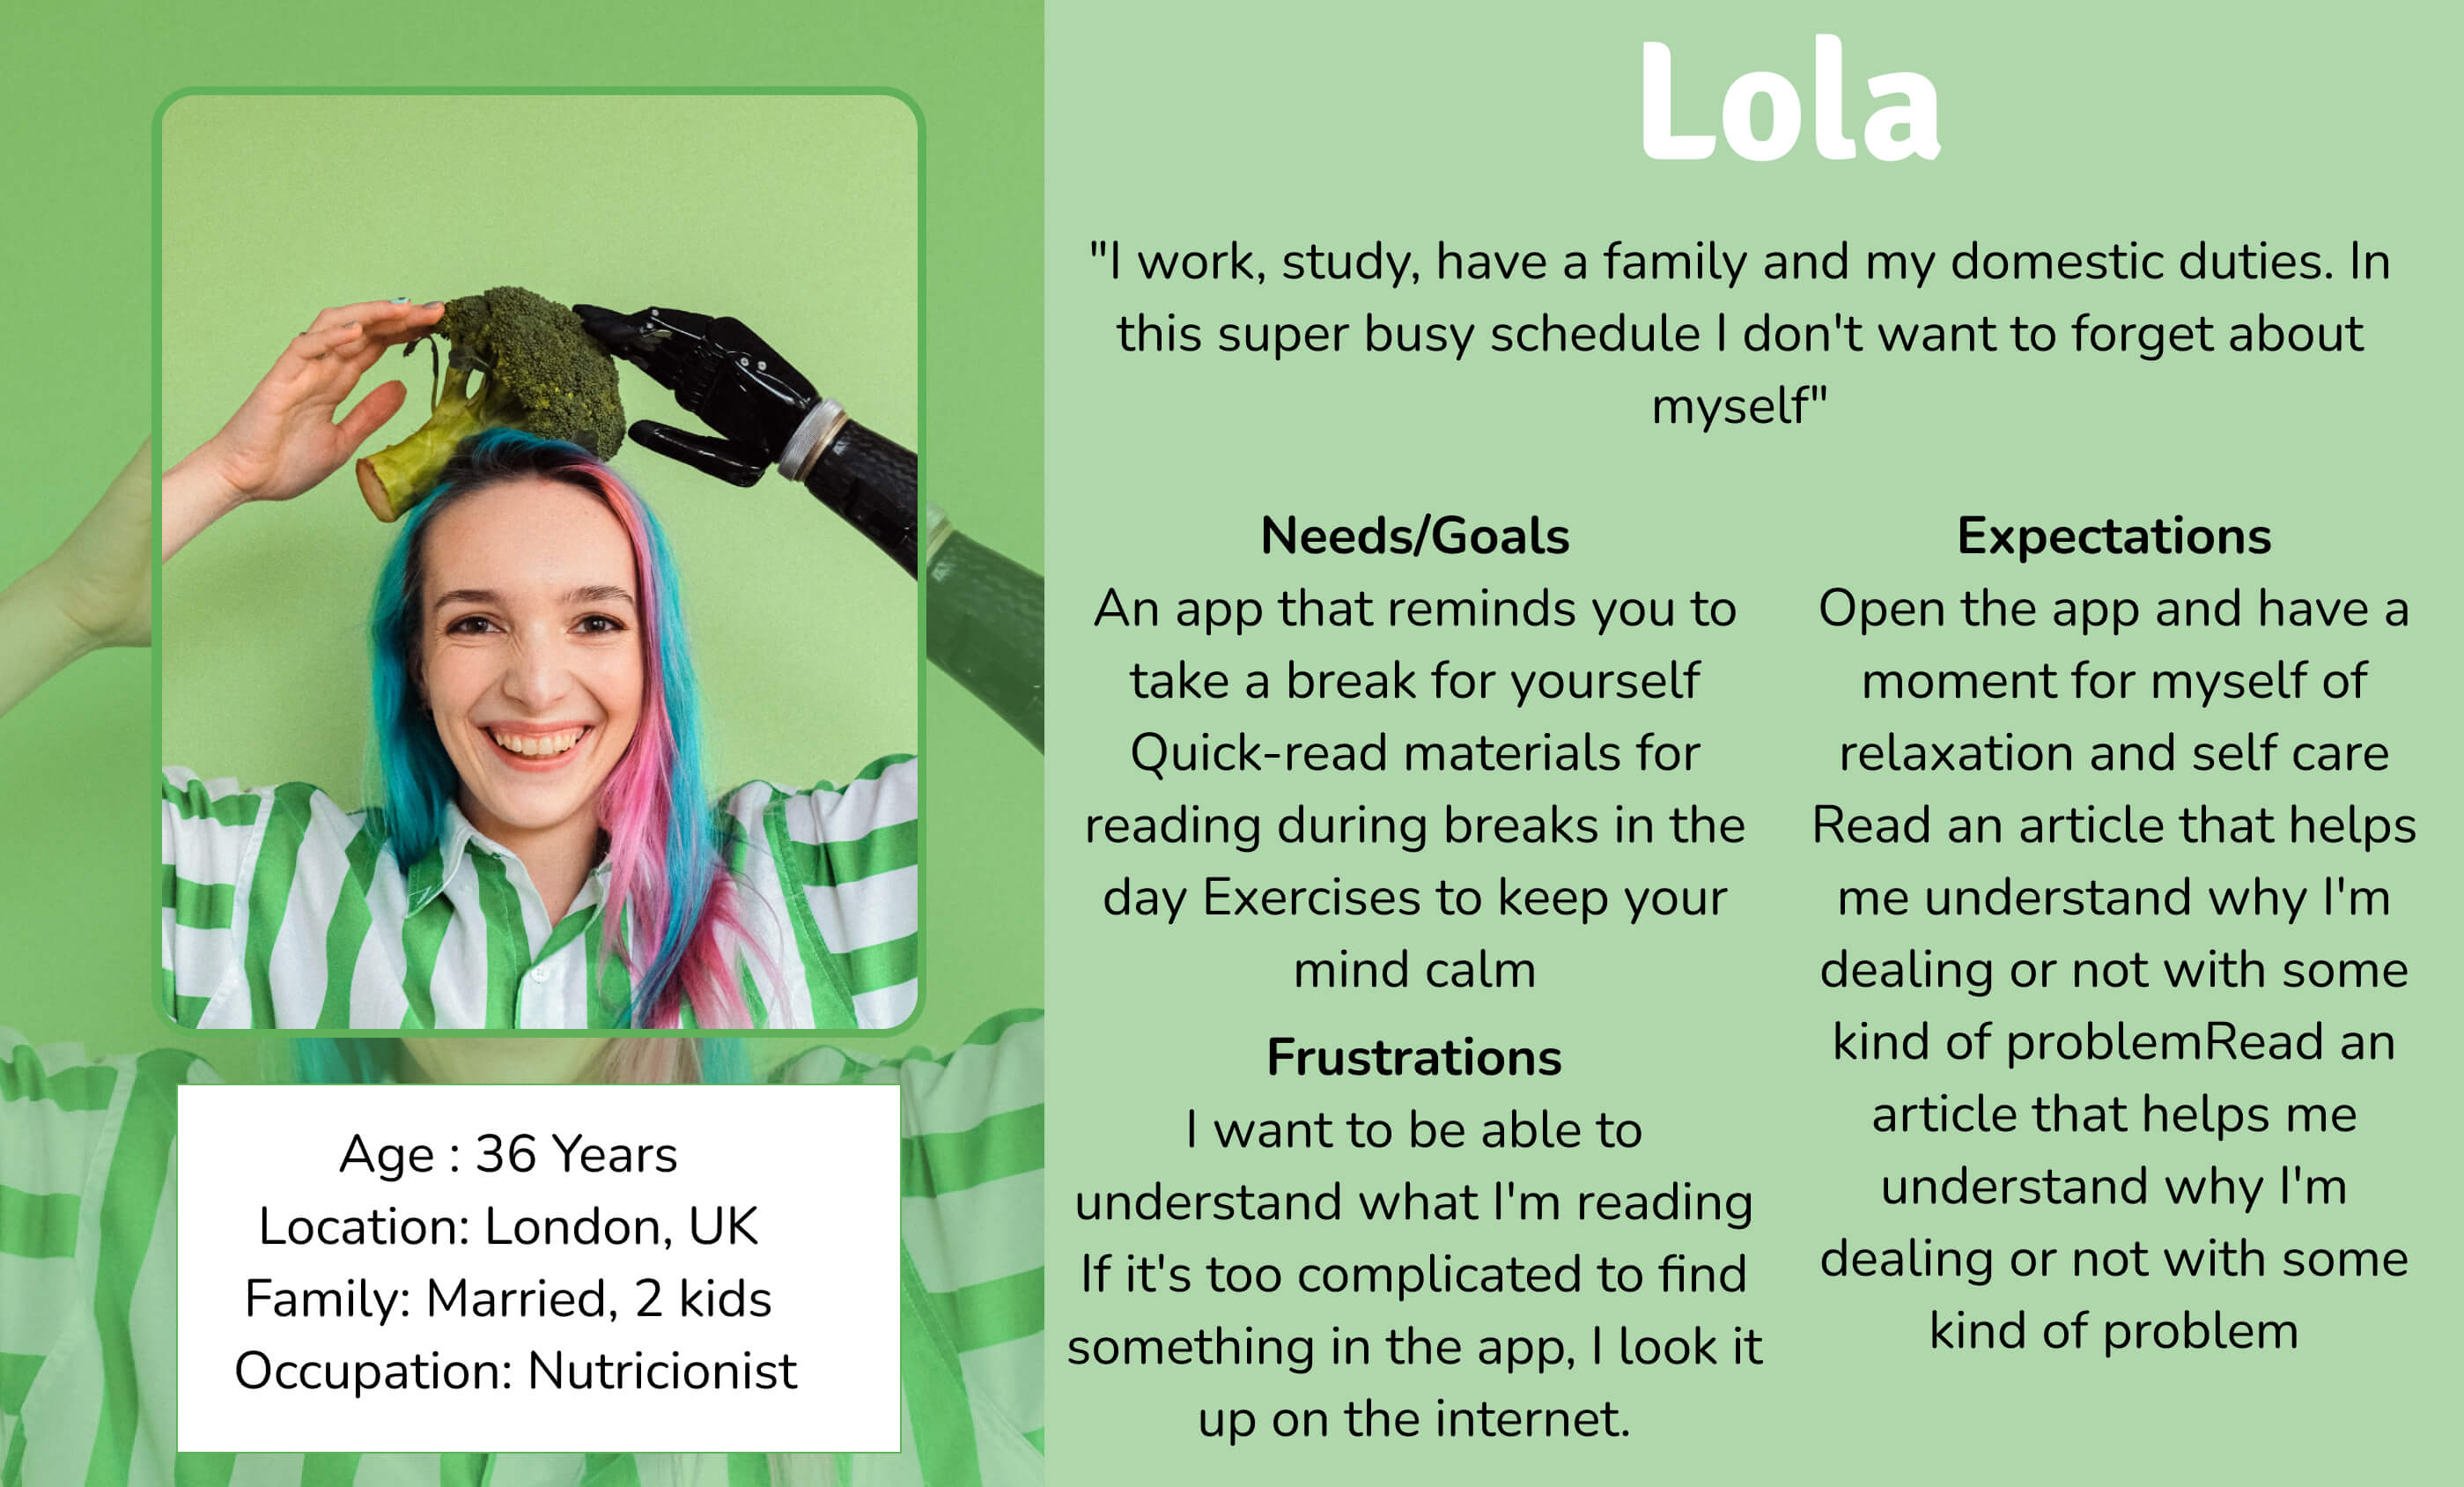 Lola
"I work, study, have a family and my domestic duties. In
this super busy schedule I don't want to forget about
myself"
Needs/Goals
An app that reminds you to
take a break for yourself
Quick-read materials for
reading during breaks in the
day Exercises to keep your
mind calm
Frustrations
I want to be able to
understand what I'm reading
If it's too complicated to find
something in the app, I look it
up on the internet.
Expectations
Open the app and have a
moment for myself of
relaxation and self care
Read an article that helps
me understand why I'm
dealing or not with some
kind of problemRead an
article that helps me
understand why I'm
dealing or not with some
kind of problem
Age : 36 Years
Location: London, UK
Family: Married, 2 kids
Occupation: Nutricionist